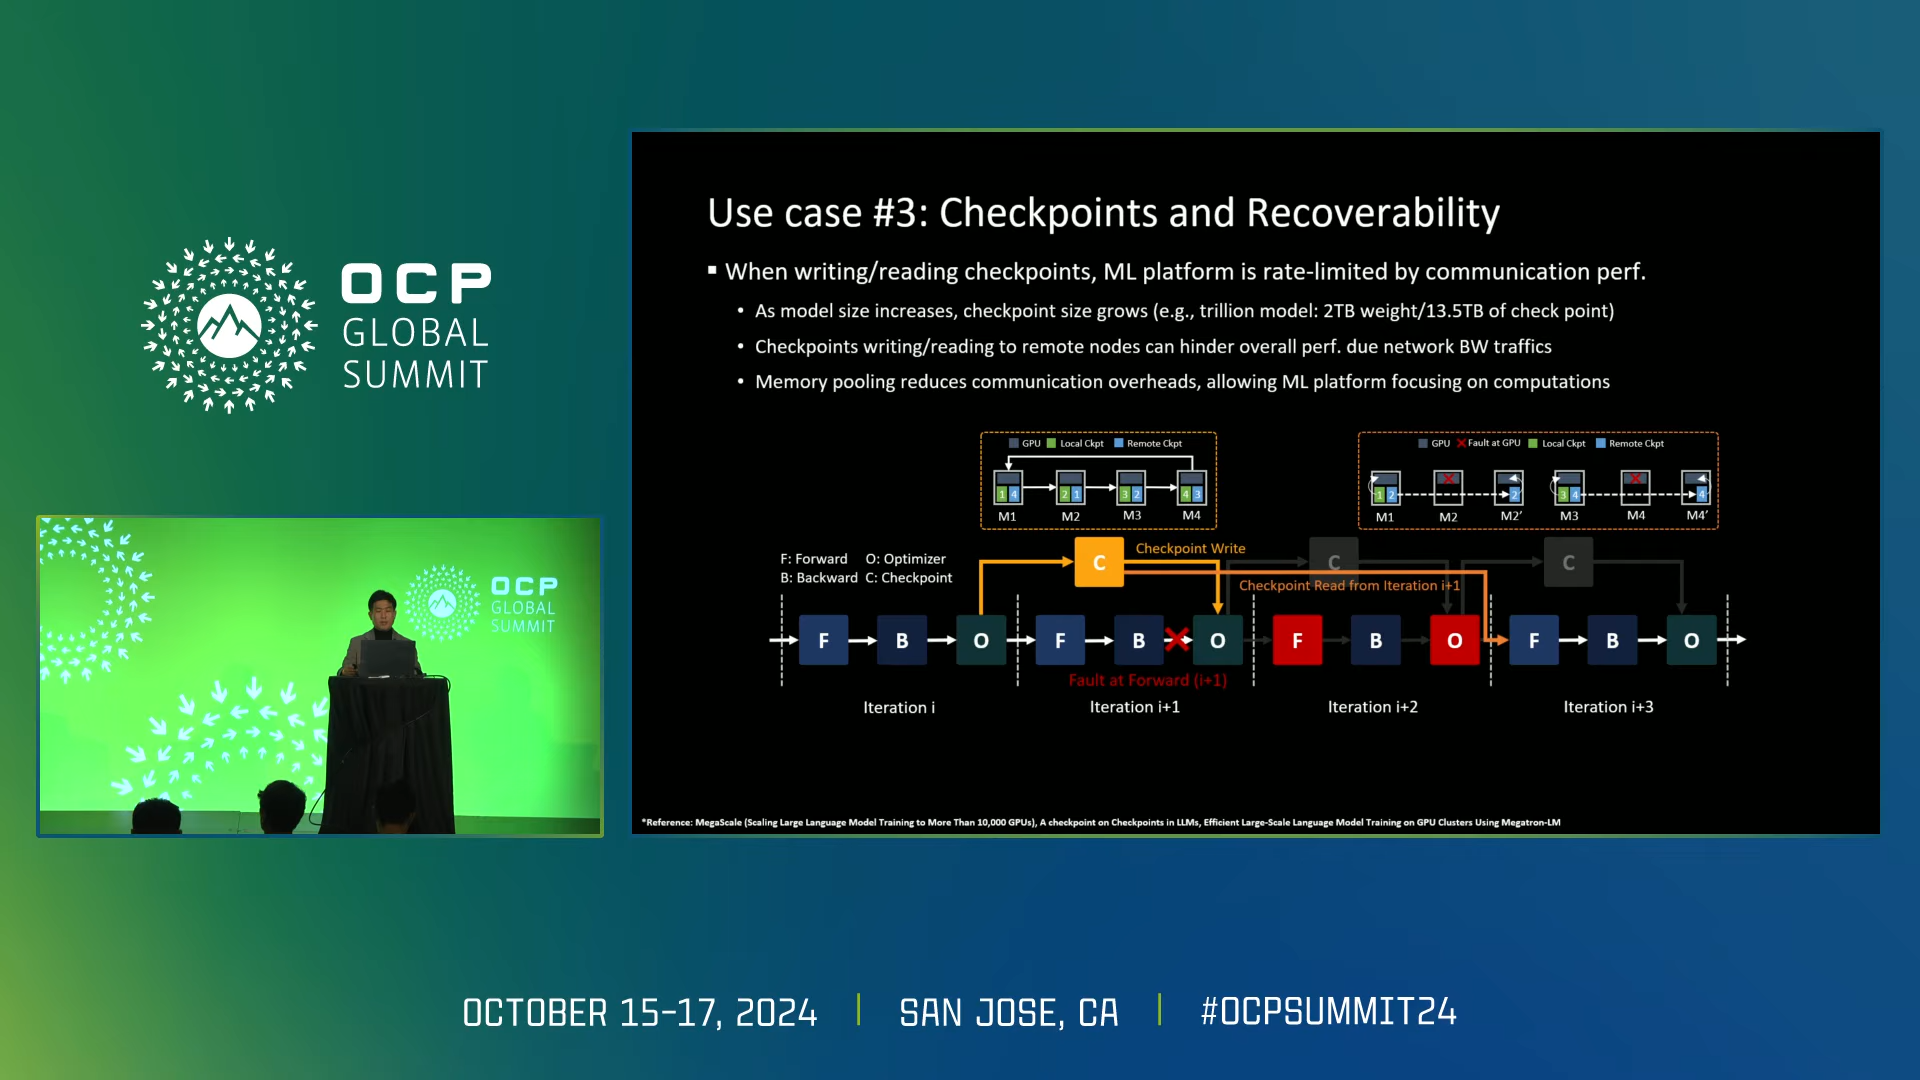 OCP
GLOBAL
SUMMIT
Use case #3: Checkpoints and Recoverability
▪ When writing/reading checkpoints, ML platform is rate-limited by communication perf.
• As model size increases, checkpoint size grows (e.g., trillion model: 2TB weight/13.5TB of check point)
• Checkpoints writing/reading to remote nodes can hinder overall perf. due network BW traffics
• Memory pooling reduces communication overheads, allowing ML platform focusing on computations
GPU Local Ckpt Remote Ckpt
1 4 2 1 3 2 4 3
M1 M2 M3 M4
GPU Fault at GPU Local Ckpt Remote Ckpt
1 2 2 3 4 4
M1 M2 M2′ M3 M4 M4′
F: Forward O: Optimizer
B: Backward C: Checkpoint
C Checkpoint Write C C
Checkpoint Read from Iteration i+1
F B O F B O F B O F B O
Fault at Forward (i+1)
Iteration i Iteration i+1 Iteration i+2 Iteration i+3
*Reference: MegaScale (Scaling Large Language Model Training to More Than 10,000 GPUs), A checkpoint on Checkpoints in LLMs, Efficient Large-Scale Language Model Training on GPU Clusters Using Megatron-LM
OCP
GLOBAL
SUMMIT
OCTOBER 15-17, 2024 | SAN JOSE, CA | #OCPSUMMIT24